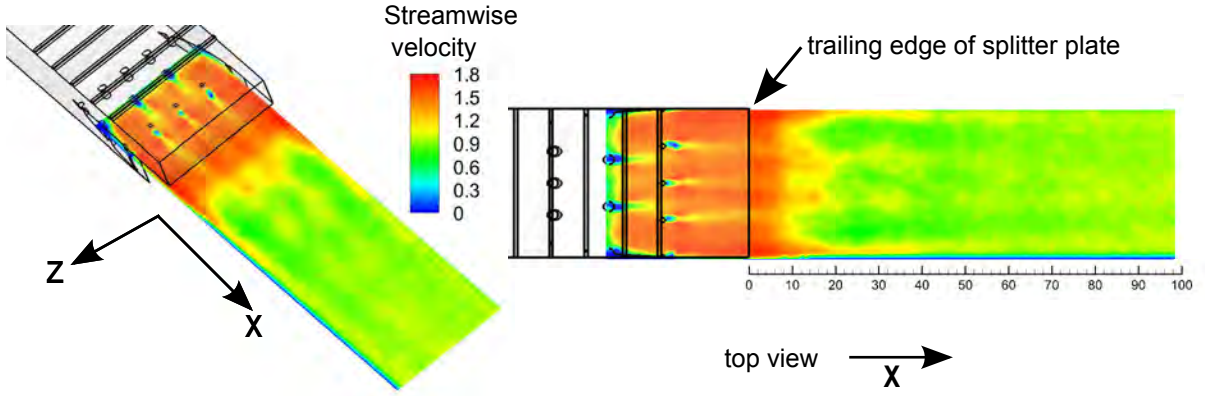 Streamwise
velocity
1.8
1.5
1.2
0.9
0.6
0.3
0
Z
X
trailing edge of splitter plate
0 10 20 30 40 50 60 70 80 90 100
top view
X